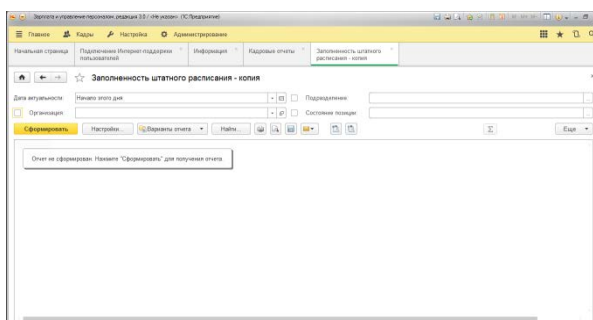 Зарплата и управление персоналом, редакция 3.0 / <Не указан> (1С:Предприятие)
Главное Кадры Настройка Администрирование
Начальная страница Подключение Интернет-поддержки пользователей Информация Кадровые отчеты Заполненность штатного расписания - копия
Заполненность штатного расписания - копия
Дата актуальности: Начало этого дня Подразделение:
Организация: Состояние позиции:
Сформировать Настройки... Варианты отчета Найти... Σ Еще
Отчет не сформирован. Нажмите "Сформировать" для получения отчета.